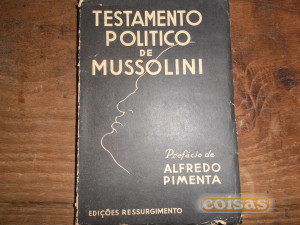 TESTAMENTO
POLITICO
DE
MUSSOLINI
Prefácio de
ALFREDO
PIMENTA
EDIÇÕES RESSURGIMENTO
coisas